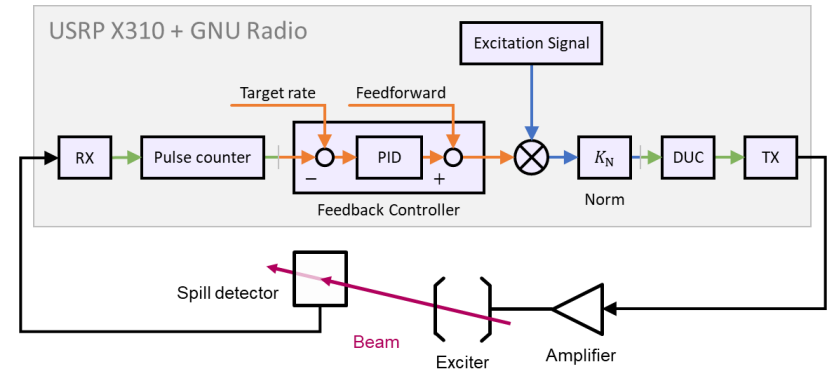 USRP X310 + GNU Radio
Excitation Signal
Target rate
Feedforward
RX
Pulse counter
PID
K_N
DUC
TX
−
+
Feedback Controller
Norm
Spill detector
Beam
Exciter
Amplifier